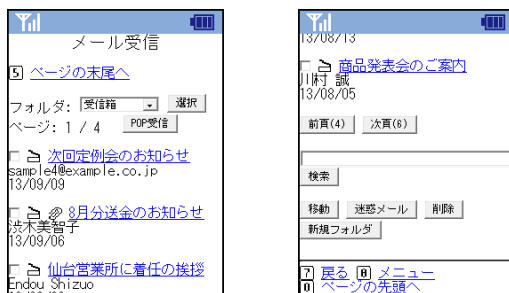 メール受信
5 ページの末尾へ
フォルダ: 受信箱 選択
ページ: 1 / 4 POP受信
次回定例会のお知らせ
sample4@example.co.jp
13/09/09
8月分送金のお知らせ
渋木美智子
13/09/06
仙台営業所に着任の挨拶
Endou Shizuo
13/08/13
商品発表会のご案内
川村 誠
13/08/05
前頁(4) 次頁(6)
検索
移動 迷惑メール 削除
新規フォルダ
7 戻る 8 メニュー
0 ページの先頭へ